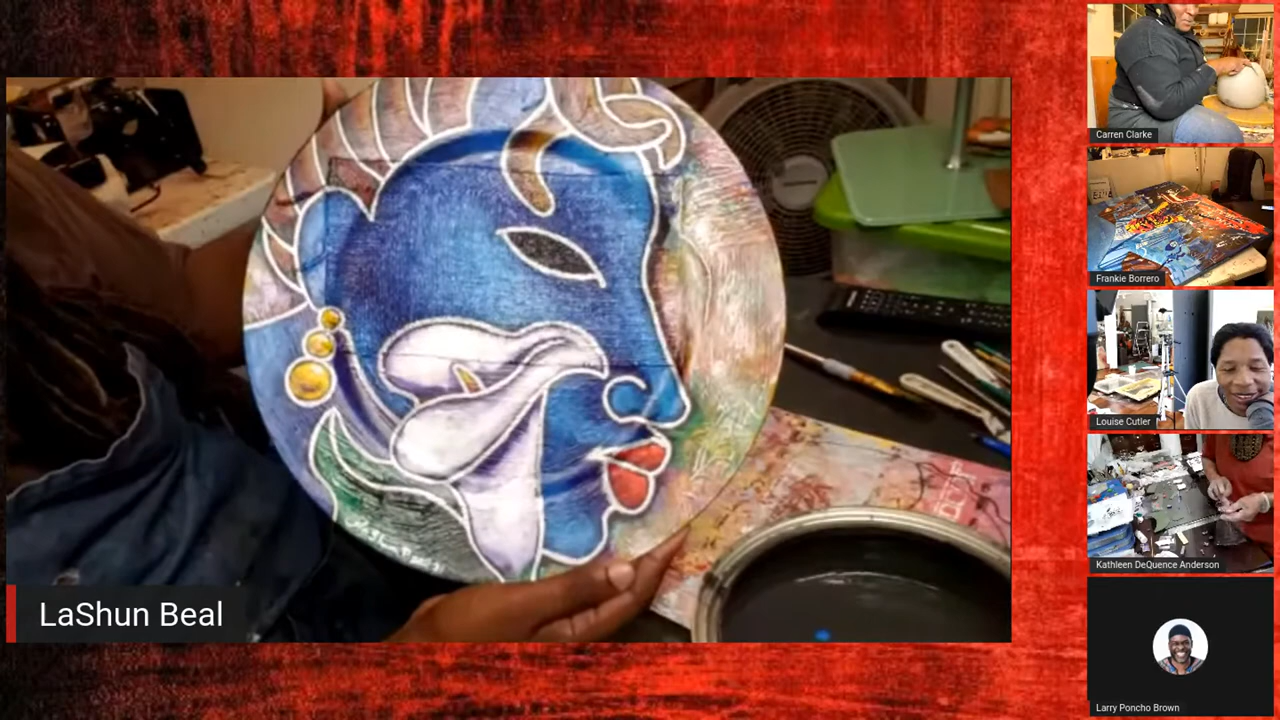 LaShun Beal
Carren Clarke
Frankie Borrero
Louise Cutler
Kathleen DeQuence Anderson
Larry Poncho Brown